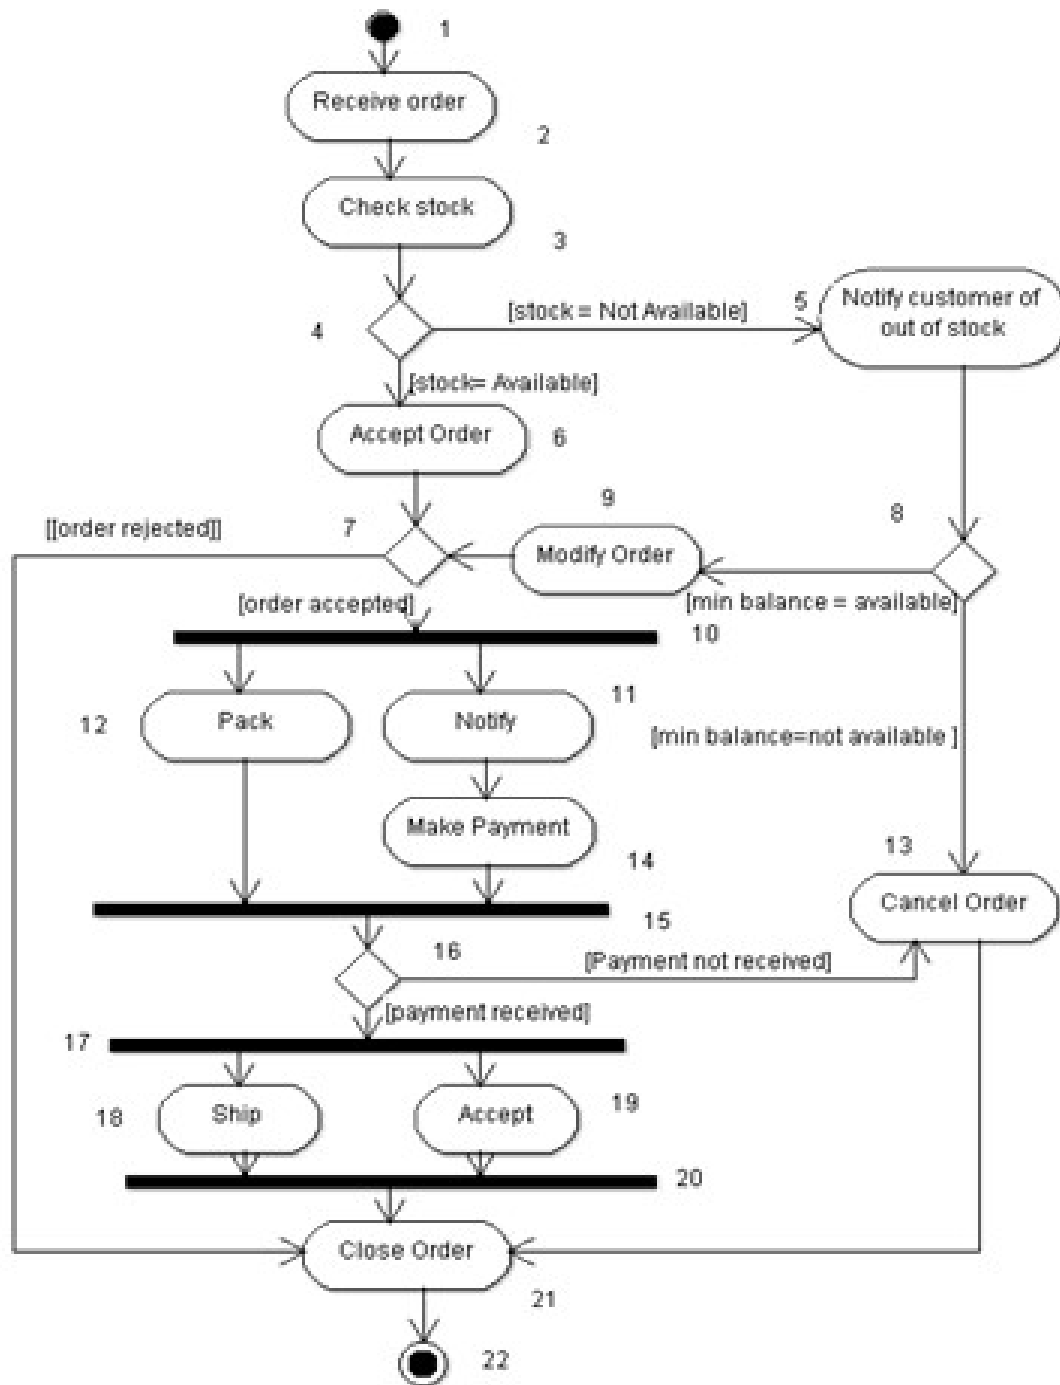 1
Receive order
2
Check stock
3
4
[stock = Not Available]
5
Notify customer of
out of stock
[stock= Available]
Accept Order
6
[[order rejected]]
7
9
Modify Order
8
[min balance = available]
[order accepted]
10
12
Pack
Notify
11
[min balance=not available ]
Make Payment
14
13
Cancel Order
15
16
[Payment not received]
[payment received]
17
18
Ship
Accept
19
20
Close Order
21
22